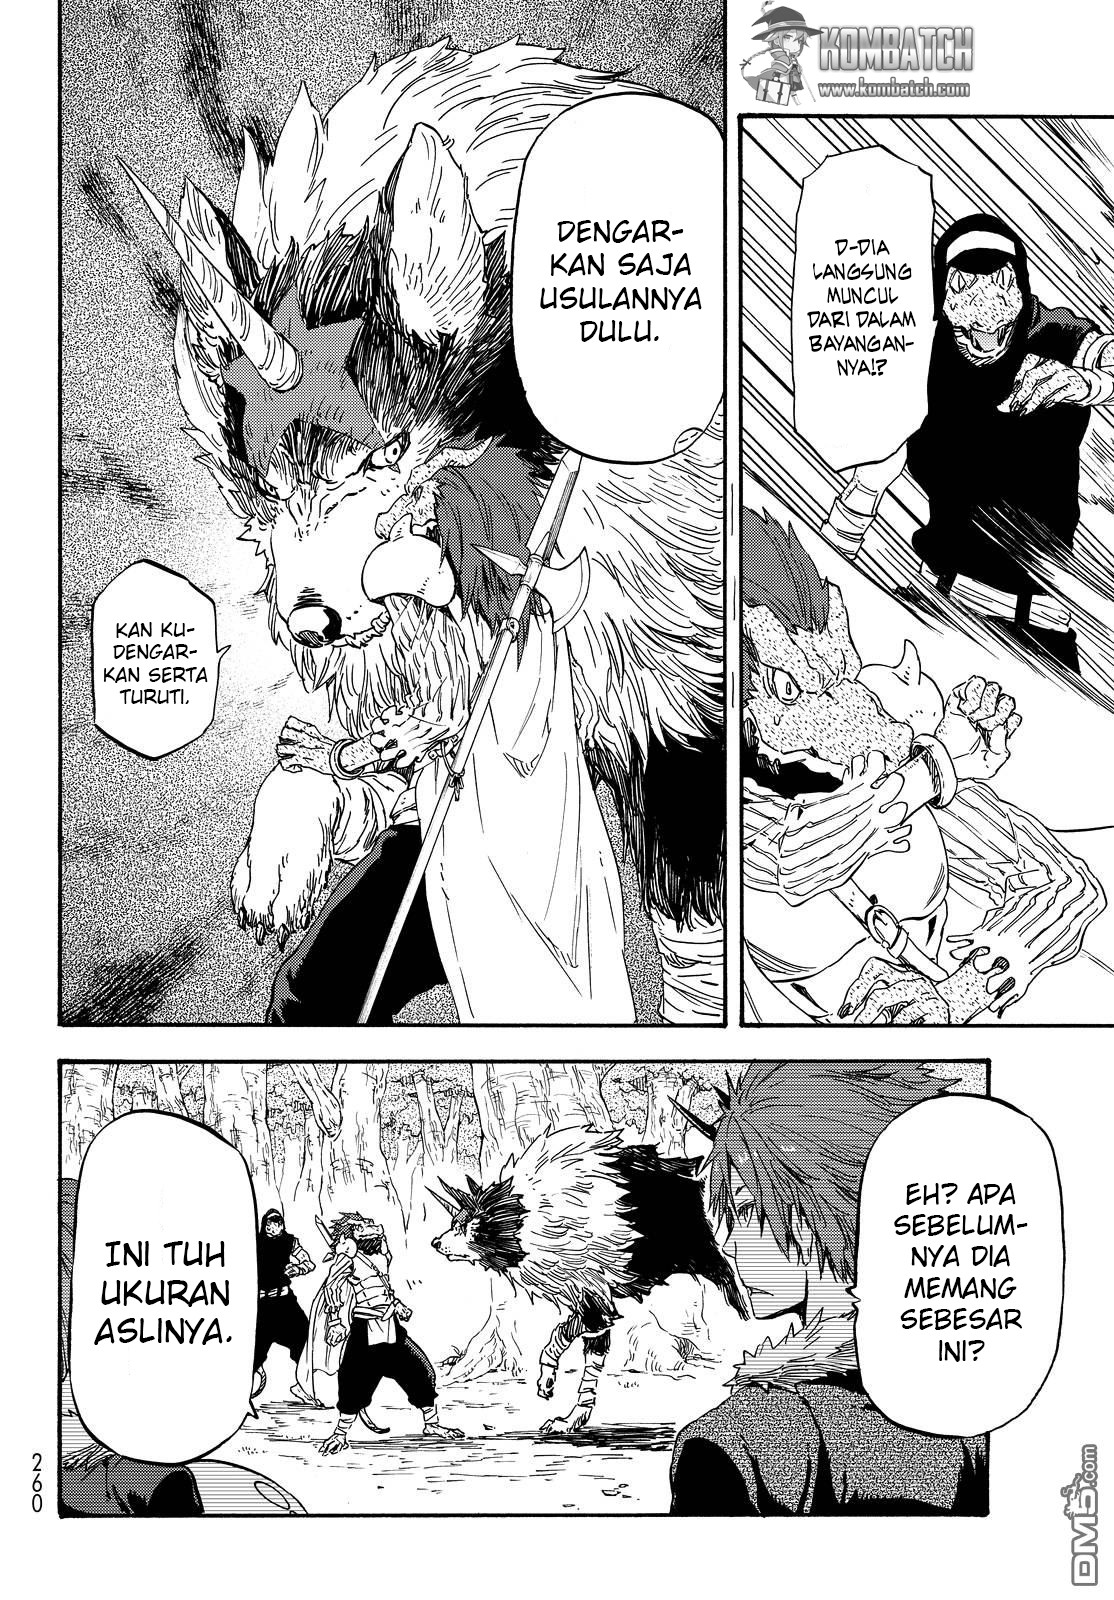 KOMBATCH
www.kombatch.com
D-DIA
LANGSUNG
MUNCUL
DARI DALAM
BAYANGAN-
NYA!?
DENGAR-
KAN SAJA
USULANNYA
DULU.
KAN KU-
DENGAR-
KAN SERTA
TURUTI.
EH? APA
SEBELUM-
NYA DIA
MEMANG
SEBESAR
INI?
INI TUH
UKURAN
ASLINYA.
260
DM5.com